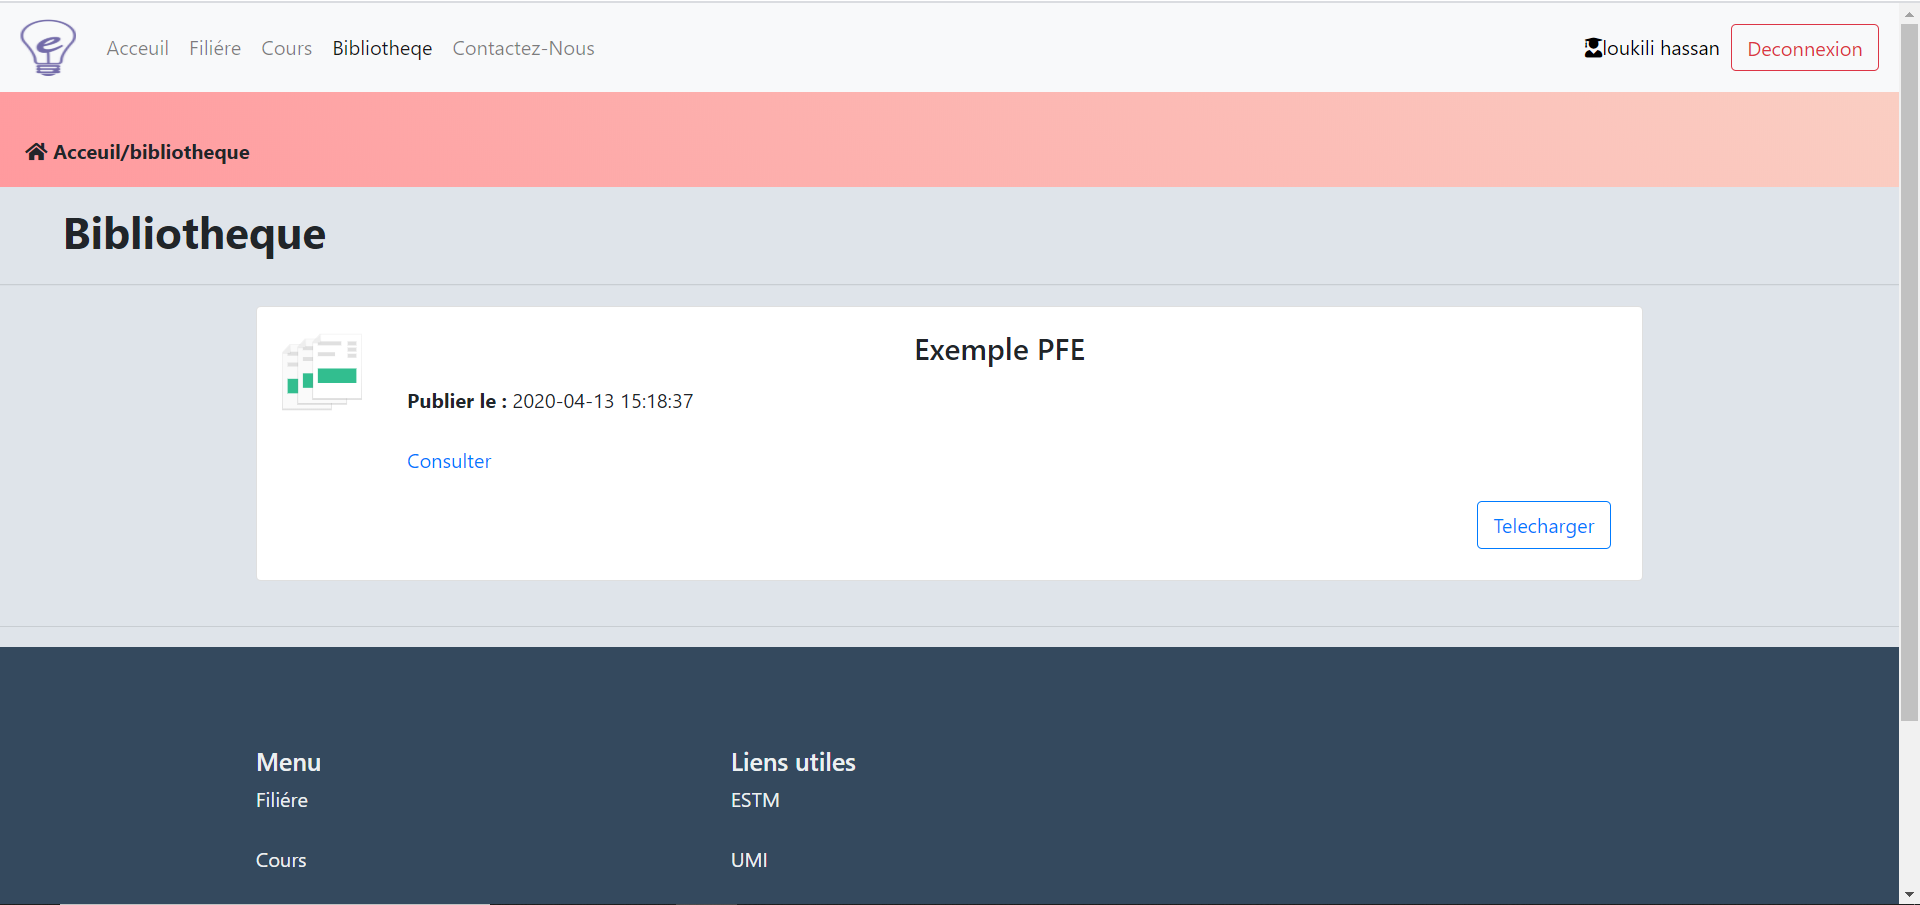 Acceuil Filiére Cours Bibliotheqe Contactez-Nous loukili hassan Deconnexion
Acceuil/bibliotheque
Bibliotheque
Exemple PFE
Publier le : 2020-04-13 15:18:37
Consulter
Telecharger
Menu Liens utiles
Filiére ESTM
Cours UMI